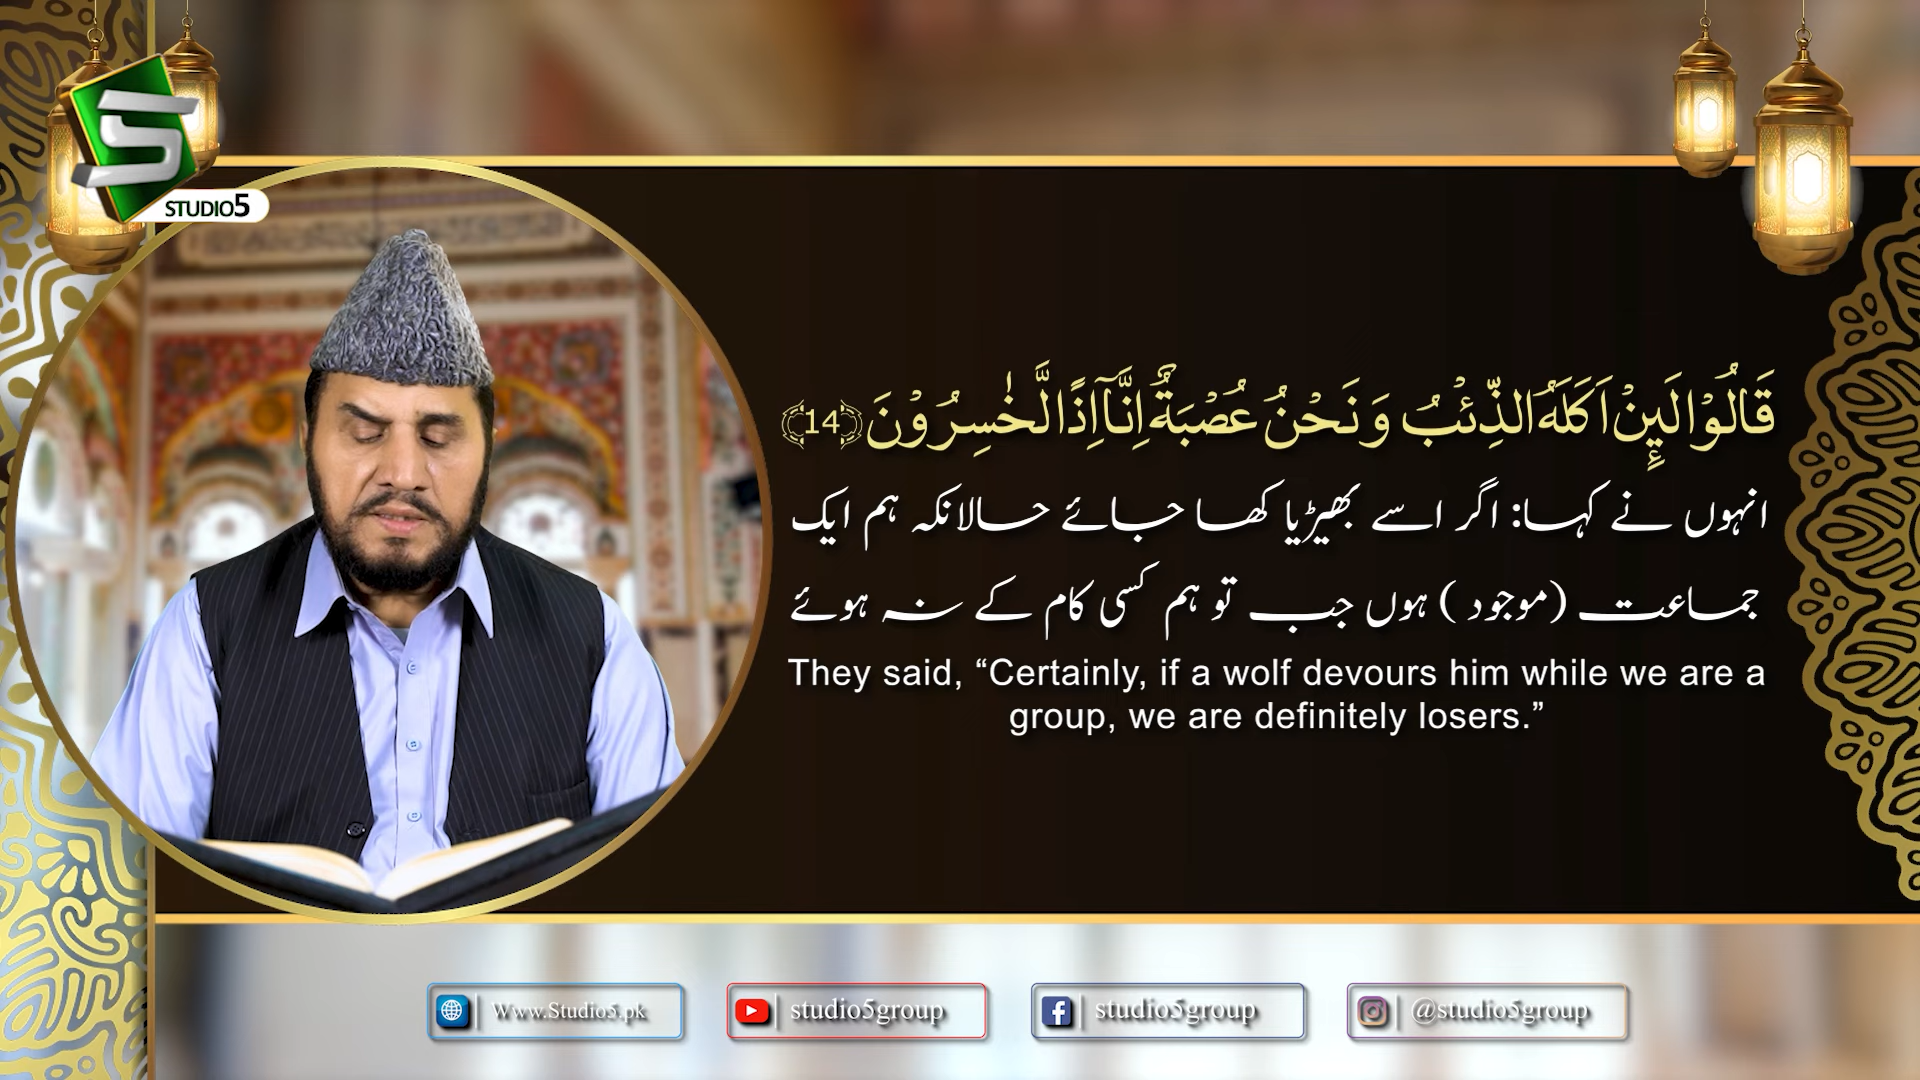 STUDIO5
قَالُوْا لَىِٕنْ اَكَلَهُ الذِّئْبُ وَ نَحْنُ عُصْبَةٌ اِنَّاۤ اِذًا لَّخٰسِرُوْنَ ﴿14﴾
انہوں نے کہا: اگر اسے بھیڑیا کھا جائے حالانکہ ہم ایک
جماعت (موجود ) ہوں جب تو ہم کسی کام کے نہ ہوئے
They said, “Certainly, if a wolf devours him while we are a
group, we are definitely losers.”
Www.Studio5.pk
studio5group
studio5group
@studio5group